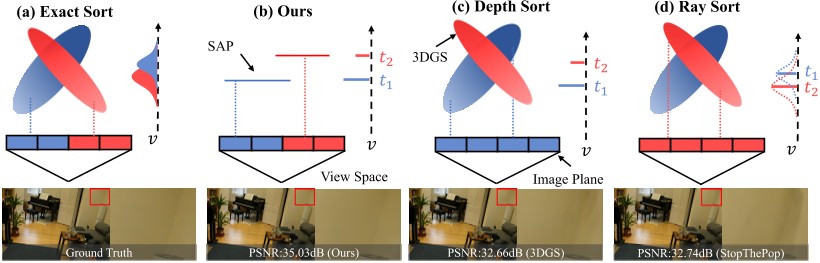 (a) Exact Sort
(b) Ours
(c) Depth Sort
(d) Ray Sort
v
SAP
t₂
t₁
v
View Space
3DGS
t₂
t₁
v
Image Plane
t₁
t₂
v
Ground Truth
PSNR:35.03dB (Ours)
PSNR:32.66dB (3DGS)
PSNR:32.74dB (StopThePop)